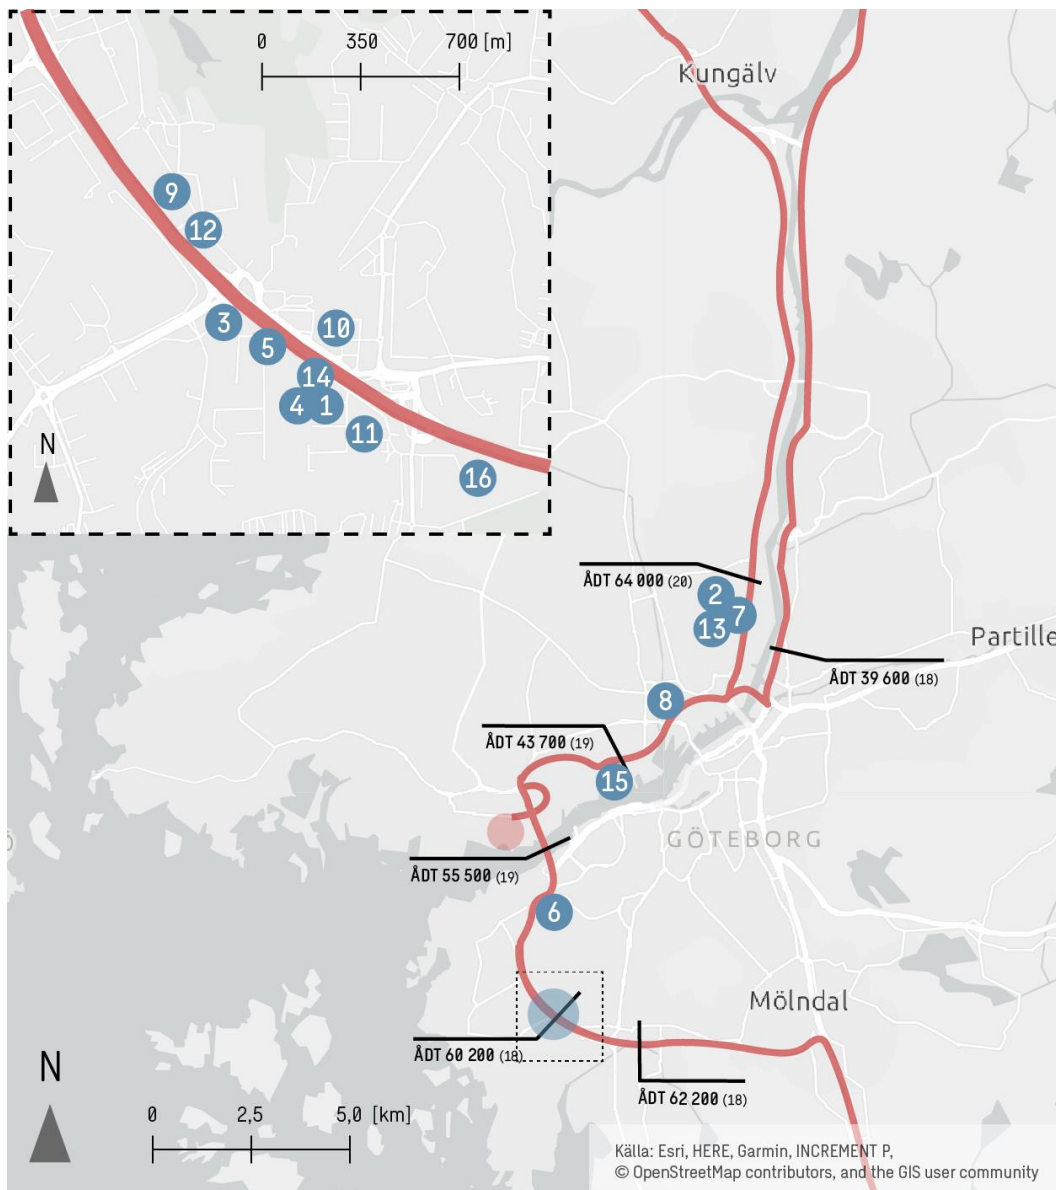 0 350 700 [m]
Kungälv
9
12
3
10
5
14
4 1
11
N
16
ÅDT 64 000 (20)
2
7
13
Partille
ÅDT 39 600 (18)
8
ÅDT 43 700 (19)
15
GÖTEBORG
ÅDT 55 500 (19)
6
Mölndal
ÅDT 60 200 (18)
N
ÅDT 62 200 (18)
0 2,5 5,0 [km]
Källa: Esri, HERE, Garmin, INCREMENT P,
© OpenStreetMap contributors, and the GIS user community